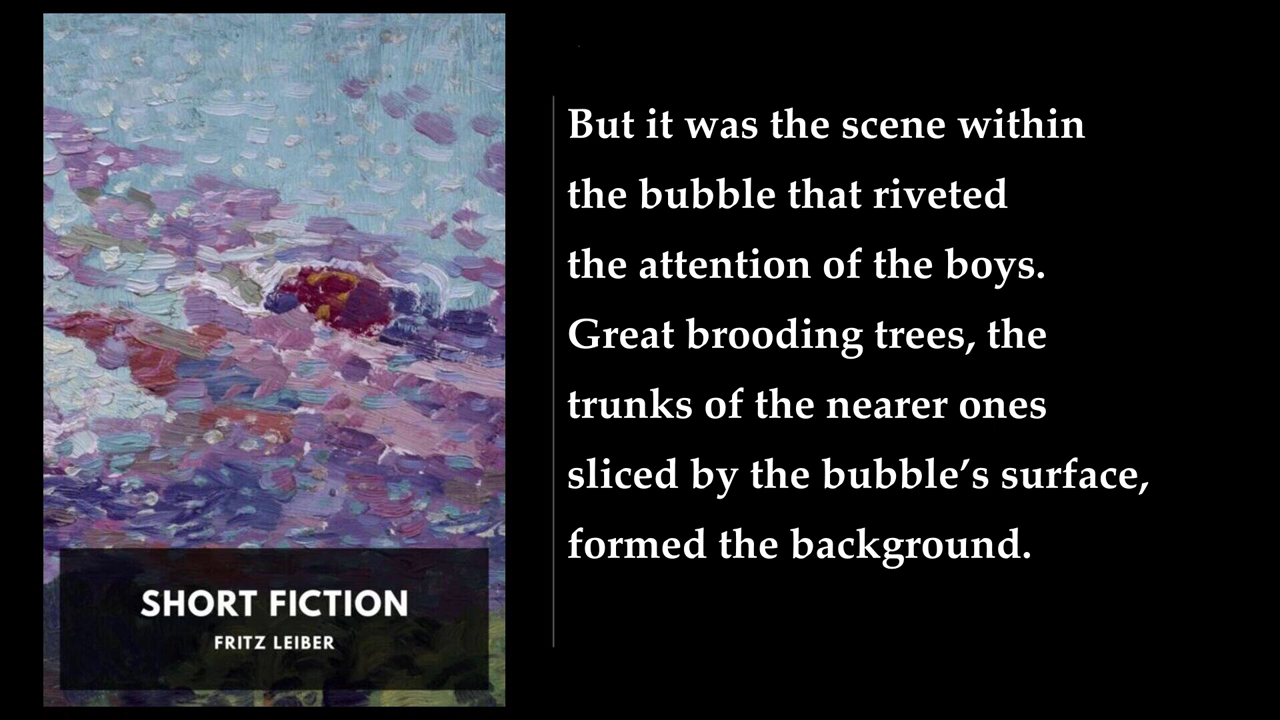 But it was the scene within
the bubble that riveted
the attention of the boys.
Great brooding trees, the
trunks of the nearer ones
sliced by the bubble’s surface,
formed the background.
SHORT FICTION
FRITZ LEIBER